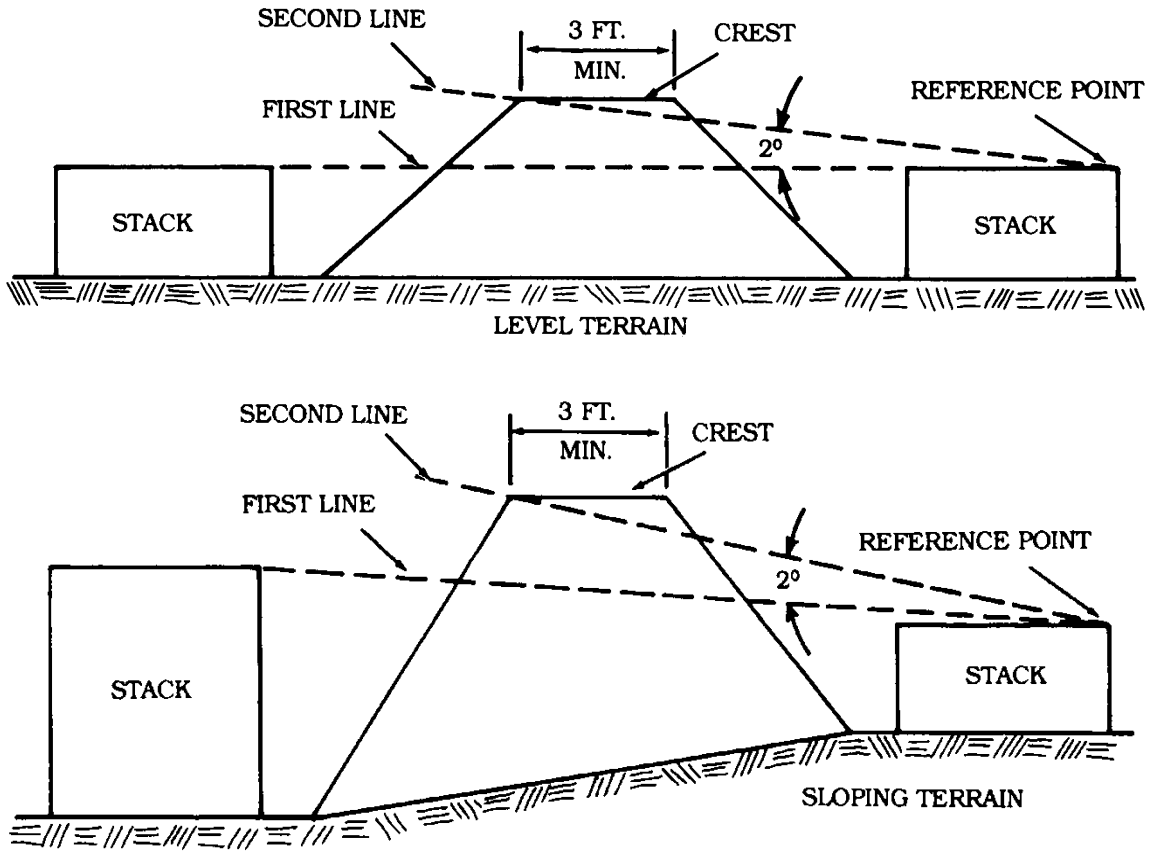 SECOND LINE
3 FT.
MIN.
CREST
FIRST LINE
REFERENCE POINT
2°
STACK
STACK
LEVEL TERRAIN
SECOND LINE
3 FT.
MIN.
CREST
FIRST LINE
REFERENCE POINT
2°
STACK
STACK
SLOPING TERRAIN